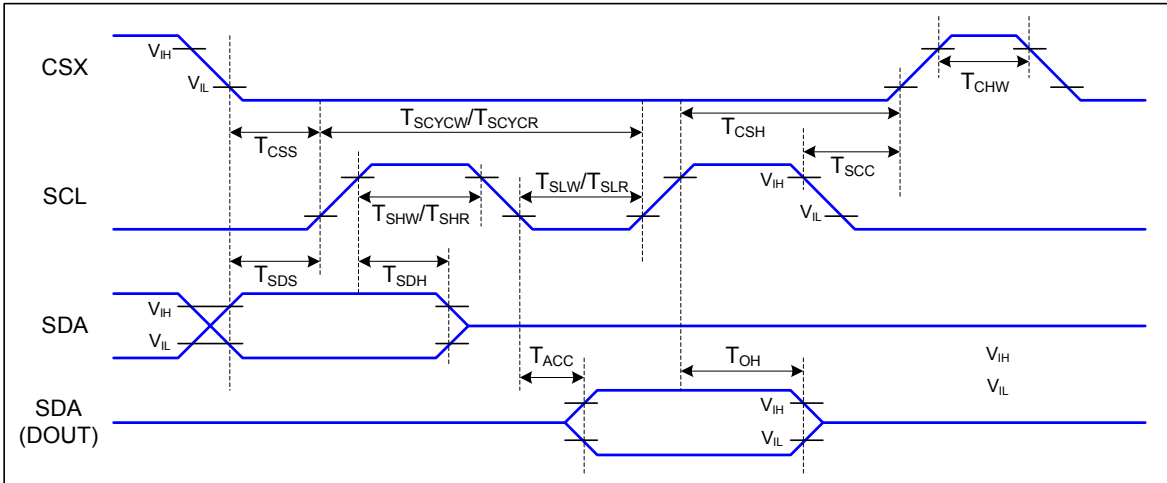 CSX
VIH
VIL
TCHW
TCSS
TSCYCW/TSCYCR
TCSH
TSCC
SCL
TSHW/TSHR
TSLW/TSLR
VIH
VIL
TSDS
TSDH
SDA
VIH
VIL
TACC
TOH
VIH
VIL
SDA
(DOUT)
VIH
VIL